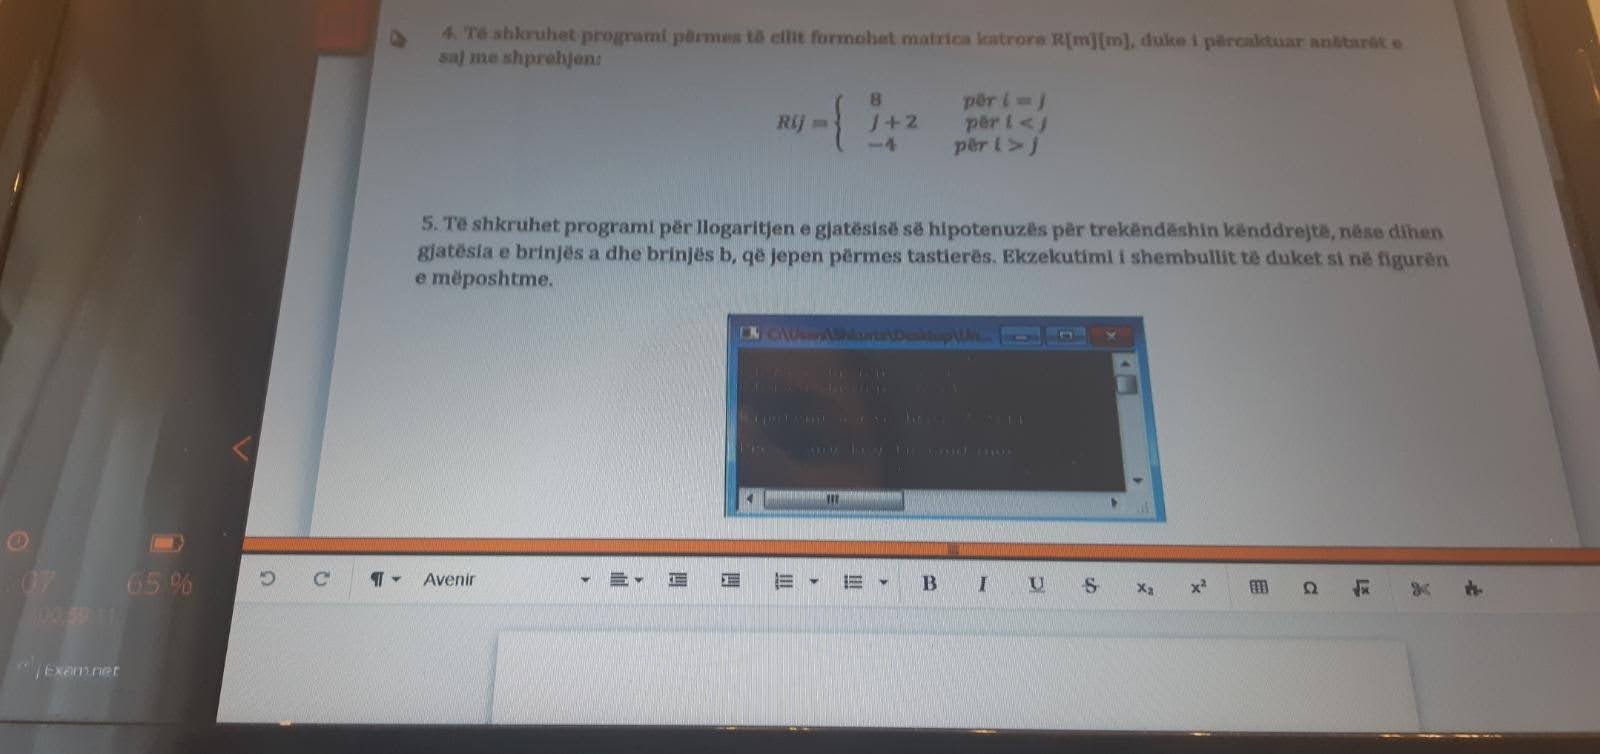 4. Të shkruhet programi përmes të cilit formohet matrica katrore R[m][m], duke i përcaktuar anëtarët e
saj me shprehjen:
Rij = { 8 për i = j
j + 2 për i < j
−4 për i > j
5. Të shkruhet programi për llogaritjen e gjatësisë së hipotenuzës për trekëndëshin kënddrejtë, nëse dihen
gjatësia e brinjës a dhe brinjës b, që jepen përmes tastierës. Ekzekutimi i shembullit të duket si në figurën
e mëposhtme.
07 65 %
Avenir
B I U S x₂ x² Ω √x
Exam.net